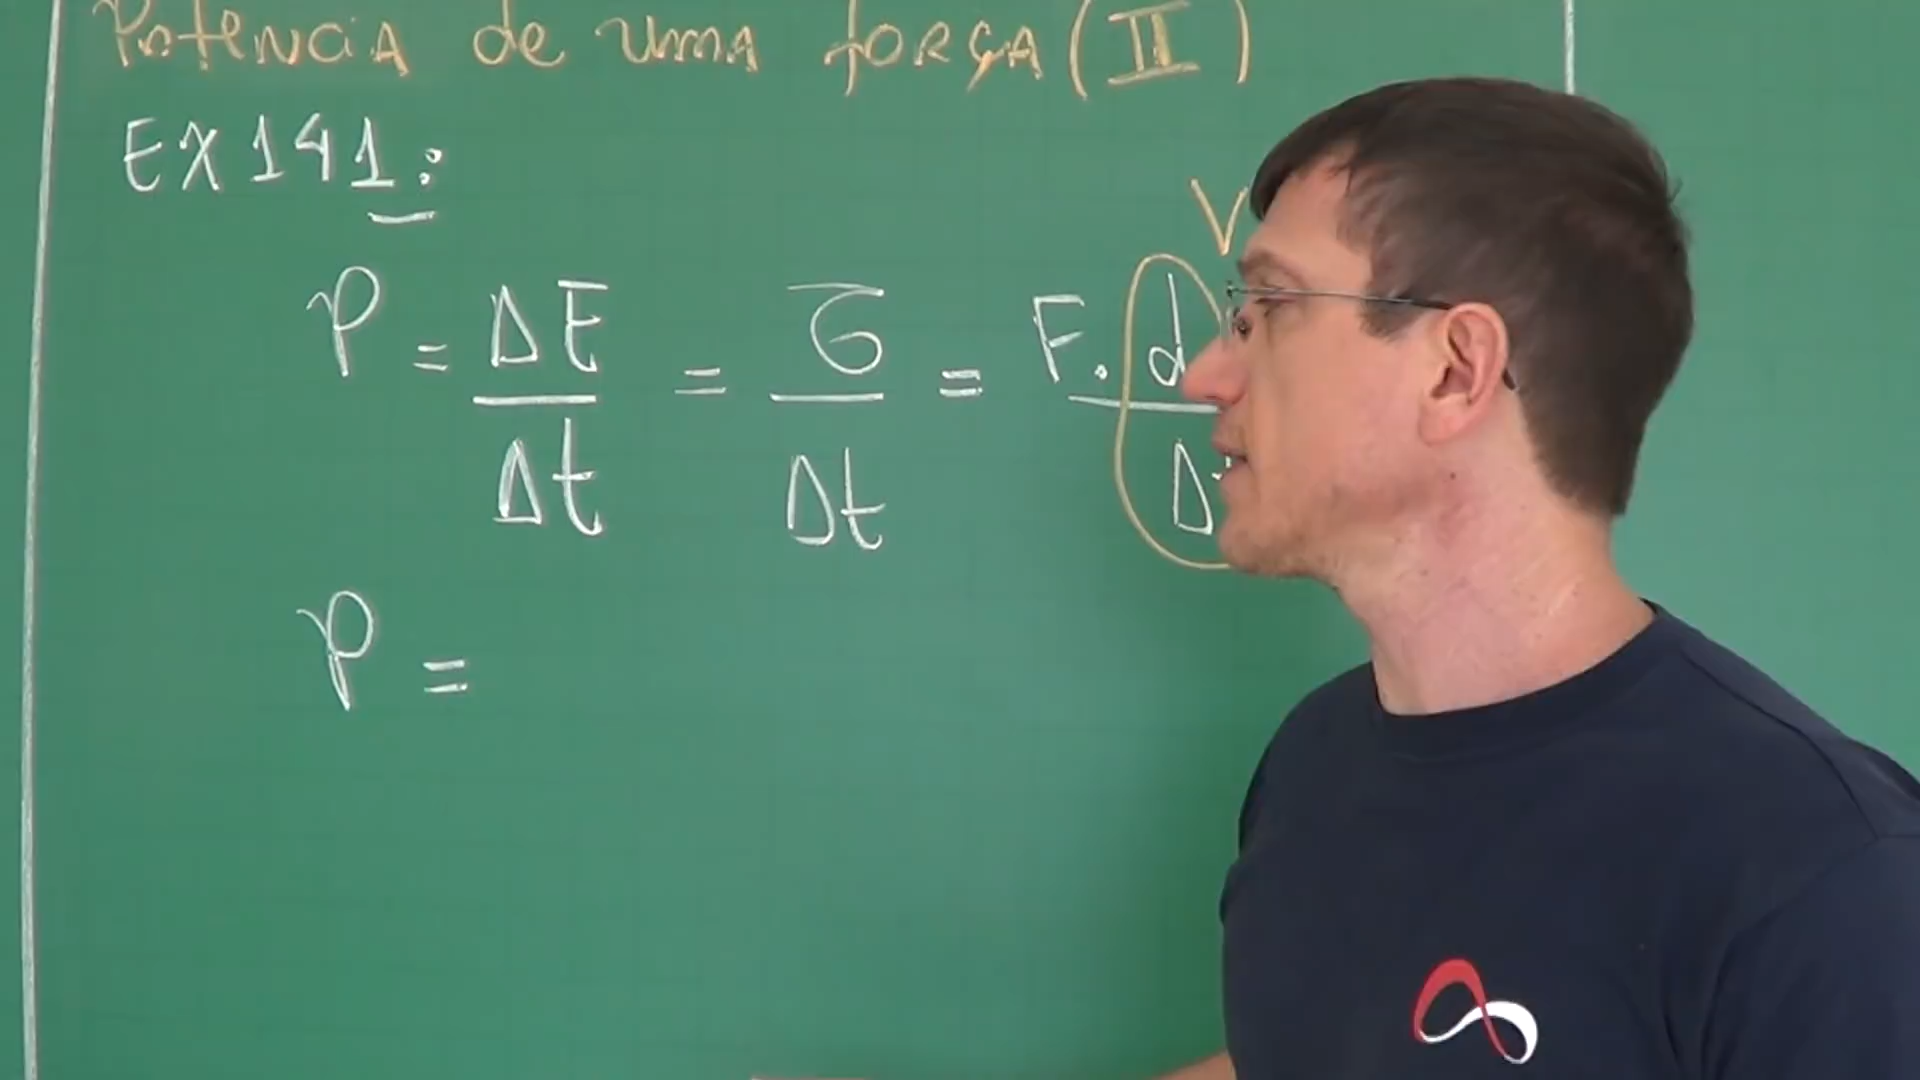 Potência de uma força (II)
EX 141:
V
P = ΔE / Δt = τ / Δt = F. d / Δt
P =